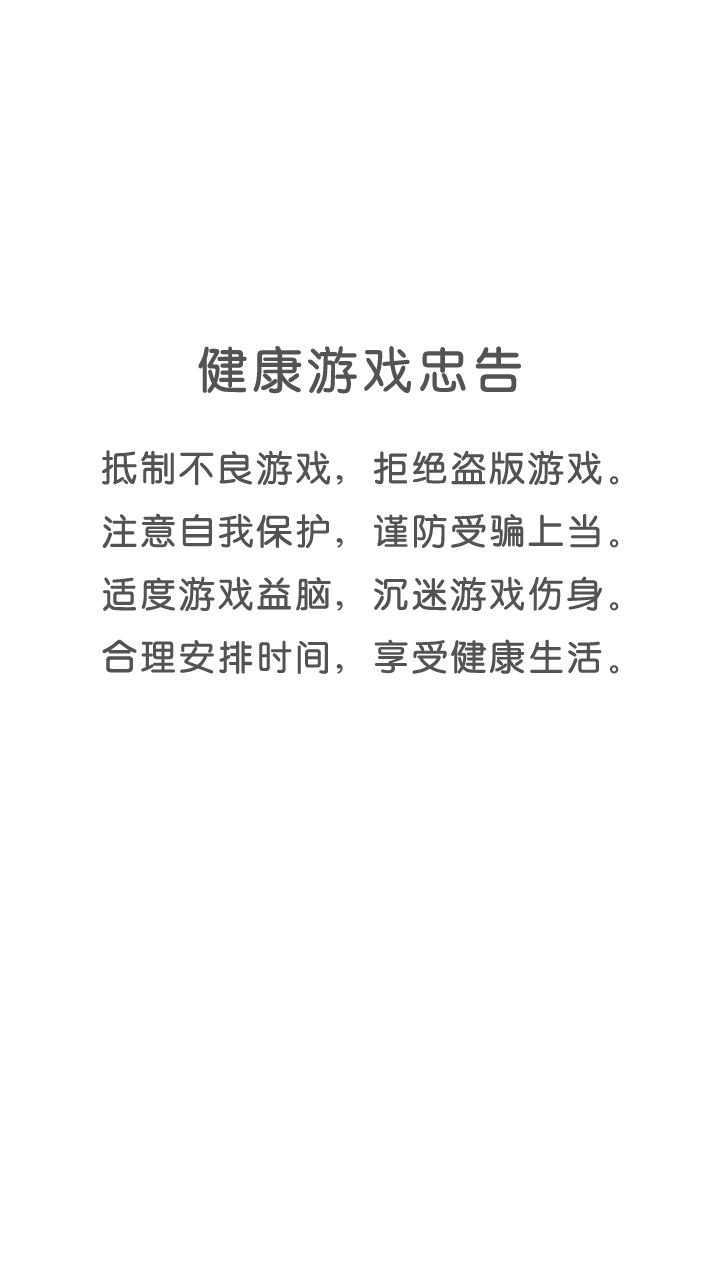 健康游戏忠告
抵制不良游戏，拒绝盗版游戏。
注意自我保护，谨防受骗上当。
适度游戏益脑，沉迷游戏伤身。
合理安排时间，享受健康生活。